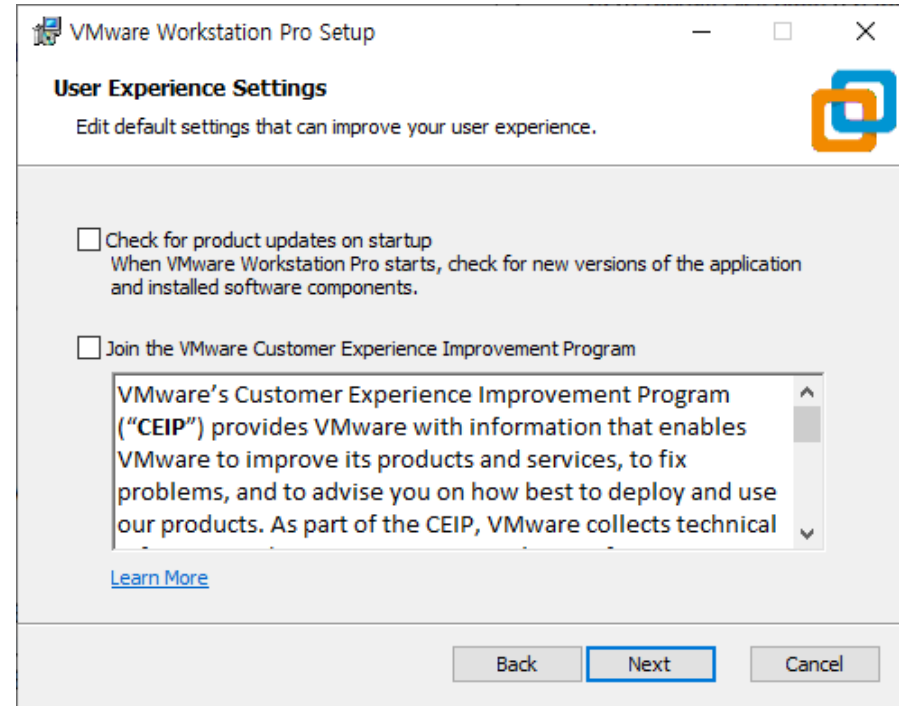 VMware Workstation Pro Setup
User Experience Settings
Edit default settings that can improve your user experience.
Check for product updates on startup
When VMware Workstation Pro starts, check for new versions of the application
and installed software components.
Join the VMware Customer Experience Improvement Program
VMware’s Customer Experience Improvement Program
(“CEIP”) provides VMware with information that enables
VMware to improve its products and services, to fix
problems, and to advise you on how best to deploy and use
our products. As part of the CEIP, VMware collects technical
Learn More
Back
Next
Cancel